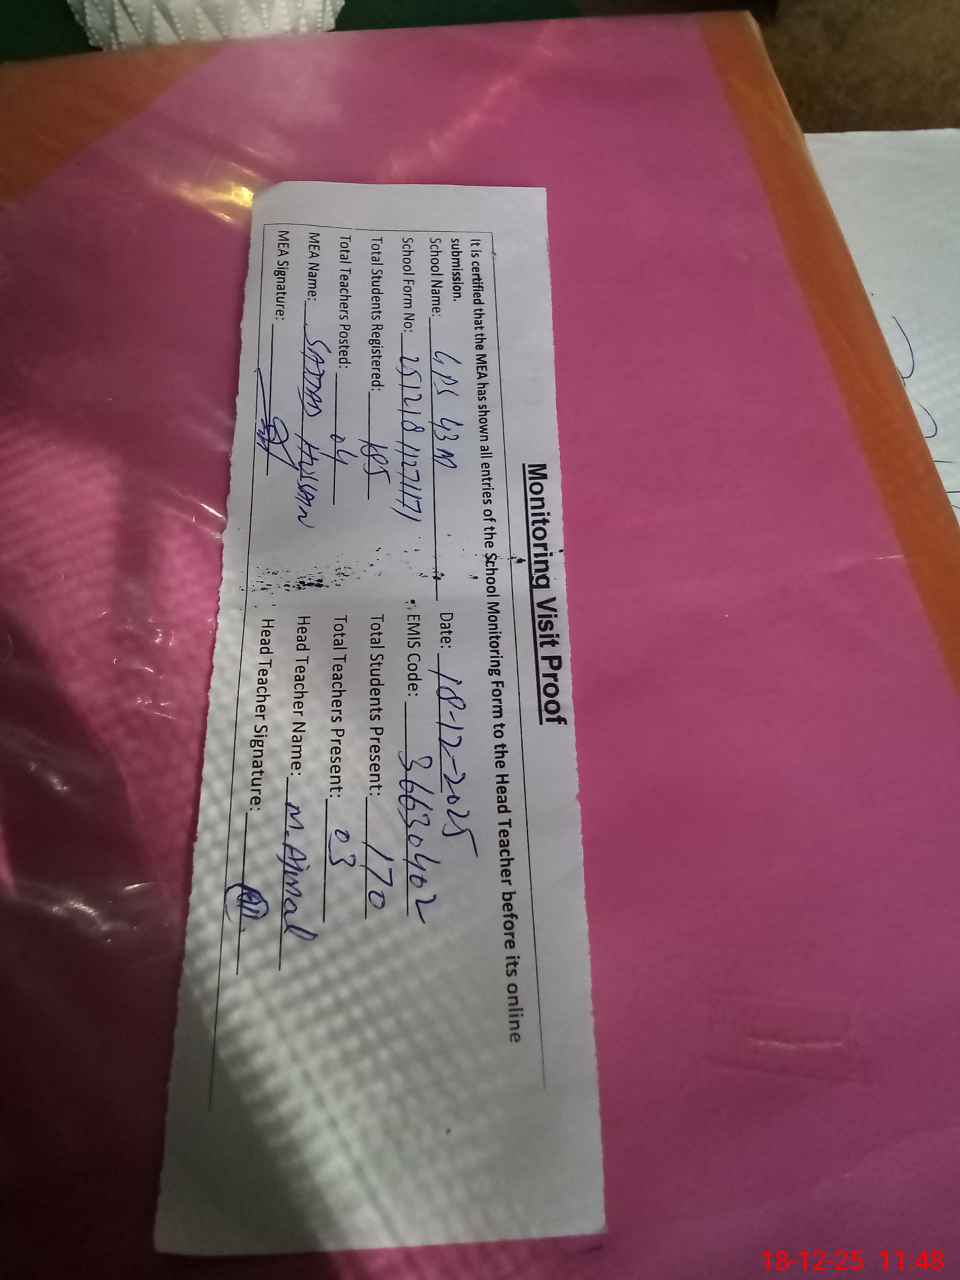 Monitoring Visit Proof
It is certified that the MEA has shown all entries of the School Monitoring Form to the Head Teacher before its online
submission.
School Name: GPS 43 M Date: 18-12-2025
School Form No: EMIS Code: 36630402
Total Students Registered: 185 Total Students Present: 170
Total Teachers Posted: 04 Total Teachers Present: 03
MEA Name: SAJJAD HUSSAIN Head Teacher Name: M. Ajmal
MEA Signature: Head Teacher Signature:
18-12-25 11:48